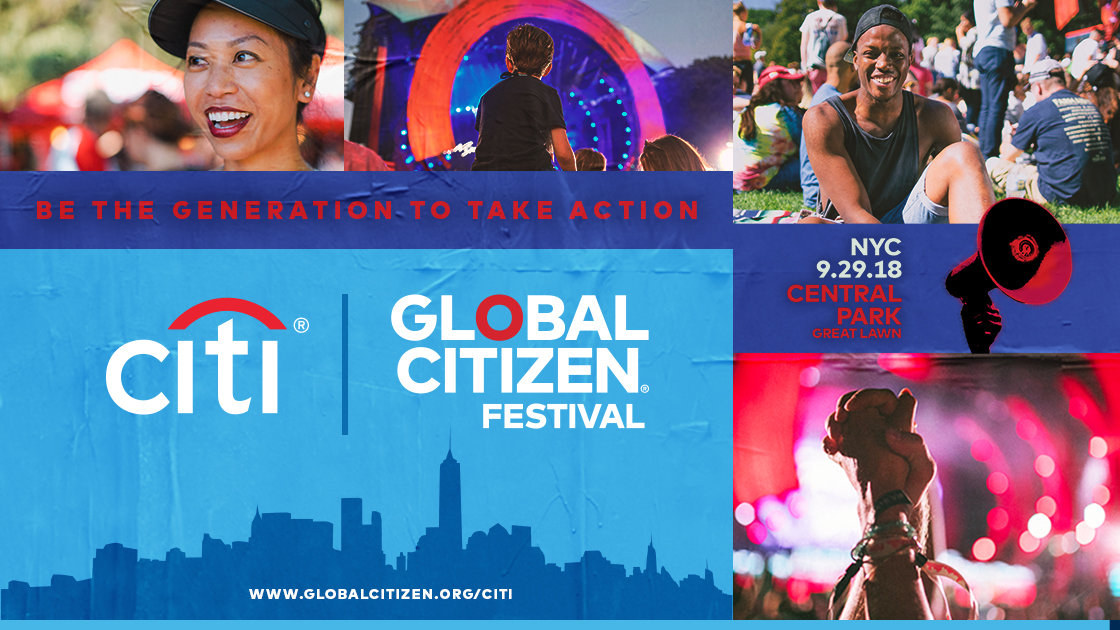 BE THE GENERATION TO TAKE ACTION
NYC
9.29.18
CENTRAL
PARK
GREAT LAWN
citi®
GLOBAL
CITIZEN®
FESTIVAL
WWW.GLOBALCITIZEN.ORG/CITI